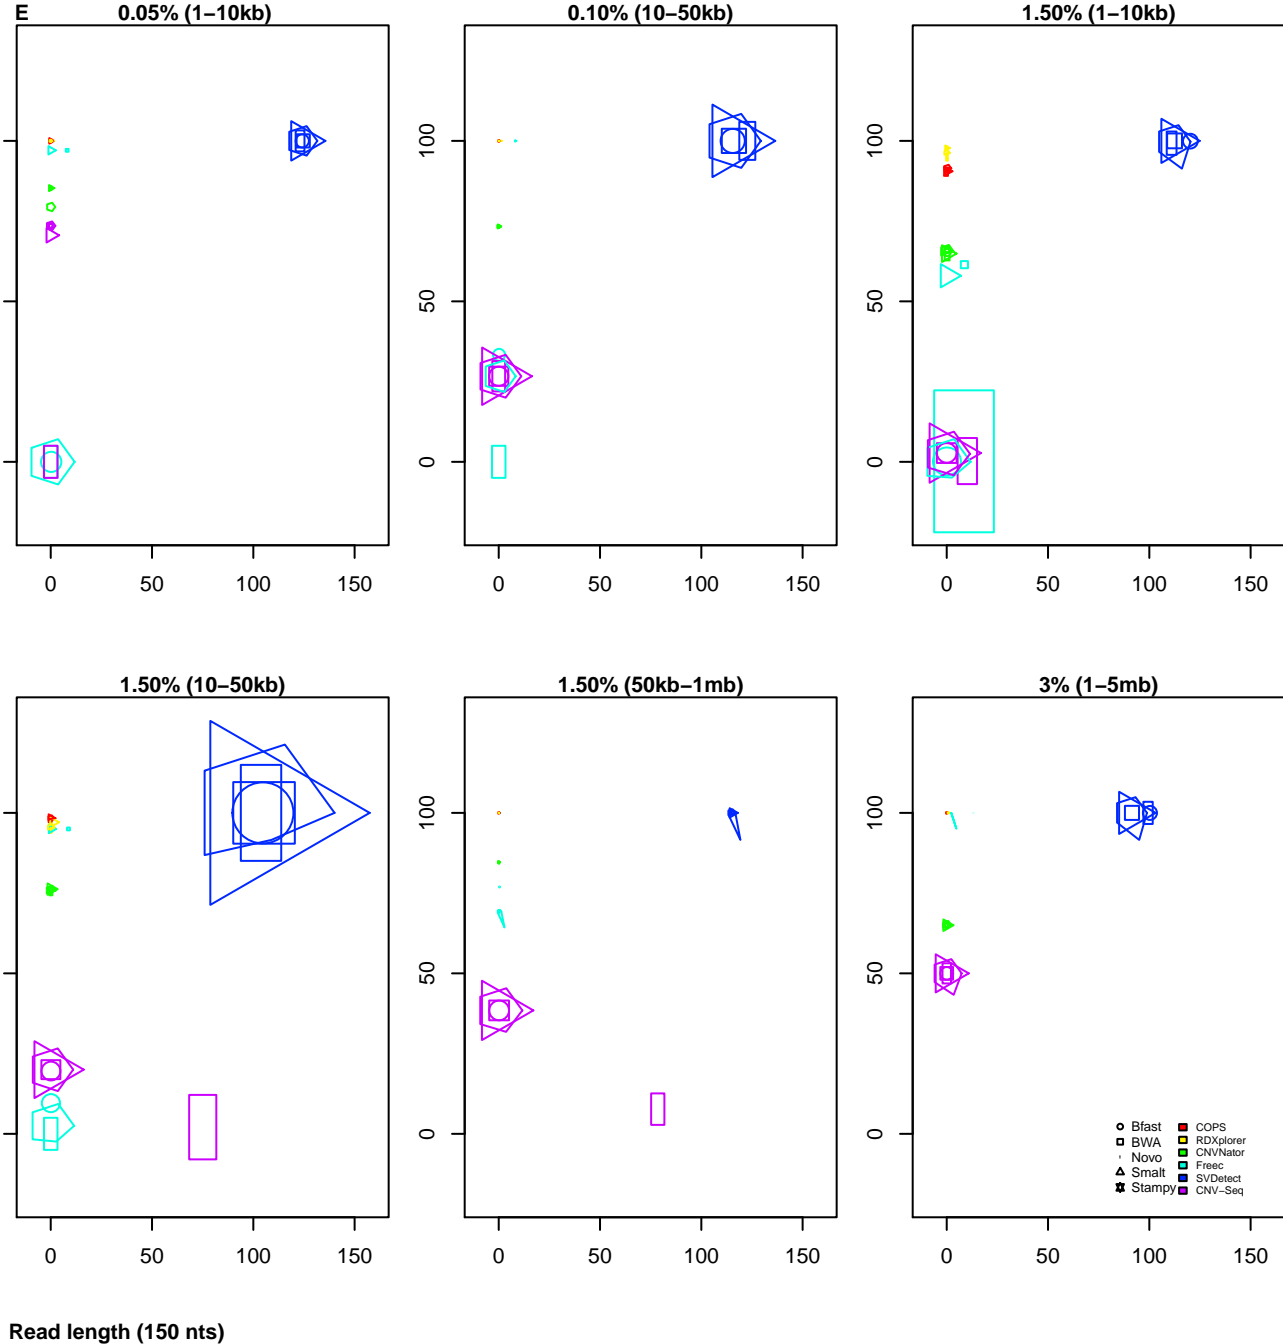 E
0.05% (1−10kb)
0.10% (10−50kb)
1.50% (1−10kb)
100
50
0
100
50
0
0 50 100 150
0 50 100 150
0 50 100 150
1.50% (10−50kb)
1.50% (50kb−1mb)
3% (1−5mb)
100
50
0
100
50
0
Bfast
BWA
Novo
Smalt
Stampy
COPS
RDXplorer
CNVNator
Freec
SVDetect
CNV−Seq
0 50 100 150
0 50 100 150
0 50 100 150
Read length (150 nts)